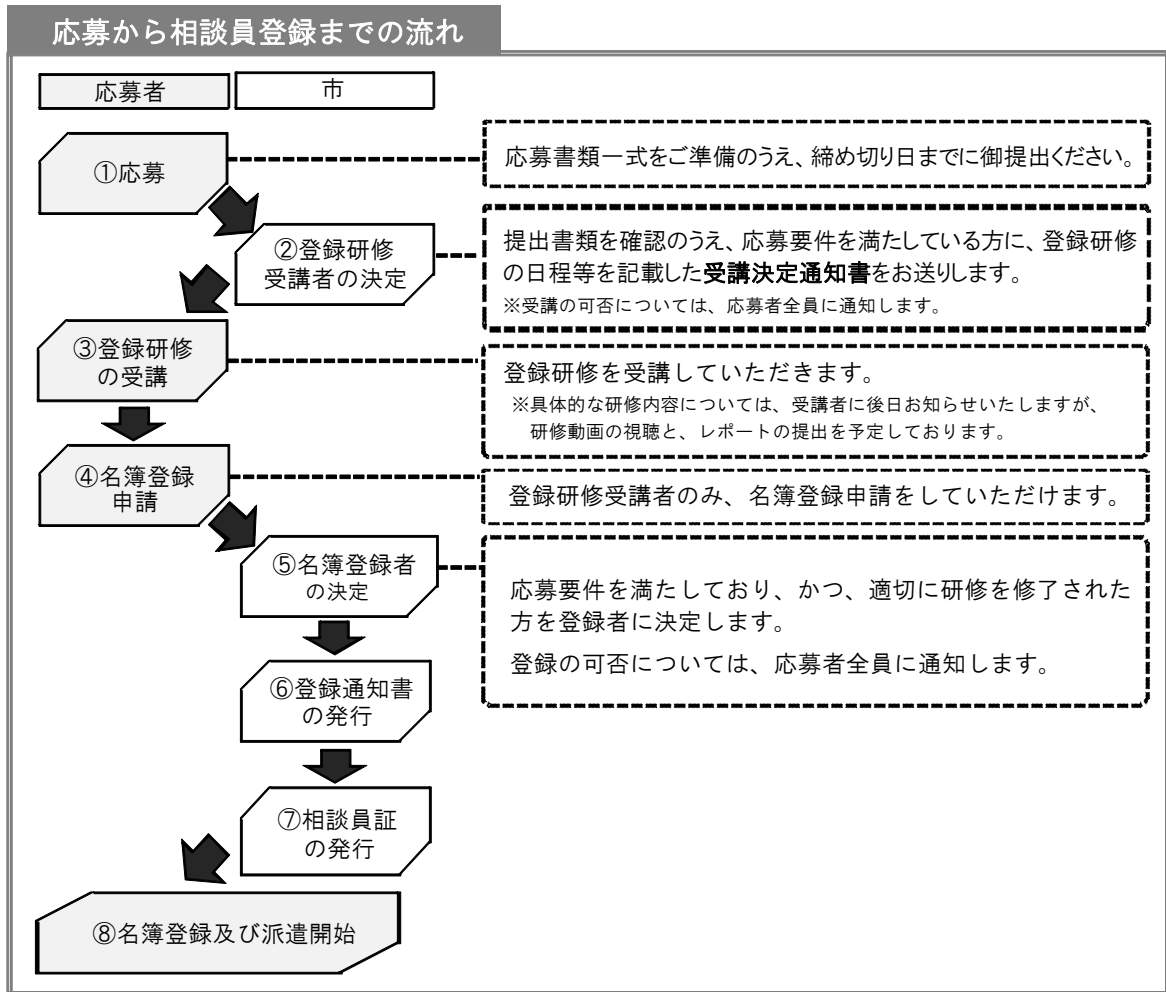 応募から相談員登録までの流れ
応募者
市
①応募
応募書類一式をご準備のうえ、締め切り日までに御提出ください。
②登録研修
受講者の決定
提出書類を確認のうえ、応募要件を満たしている方に、登録研修
の日程等を記載した受講決定通知書をお送りします。
※受講の可否については、応募者全員に通知します。
③登録研修
の受講
登録研修を受講していただきます。
※具体的な研修内容については、受講者に後日お知らせいたしますが、
研修動画の視聴と、レポートの提出を予定しております。
④名簿登録
申請
登録研修受講者のみ、名簿登録申請をしていただけます。
⑤名簿登録者
の決定
応募要件を満たしており、かつ、適切に研修を修了された
方を登録者に決定します。
登録の可否については、応募者全員に通知します。
⑥登録通知書
の発行
⑦相談員証
の発行
⑧名簿登録及び派遣開始